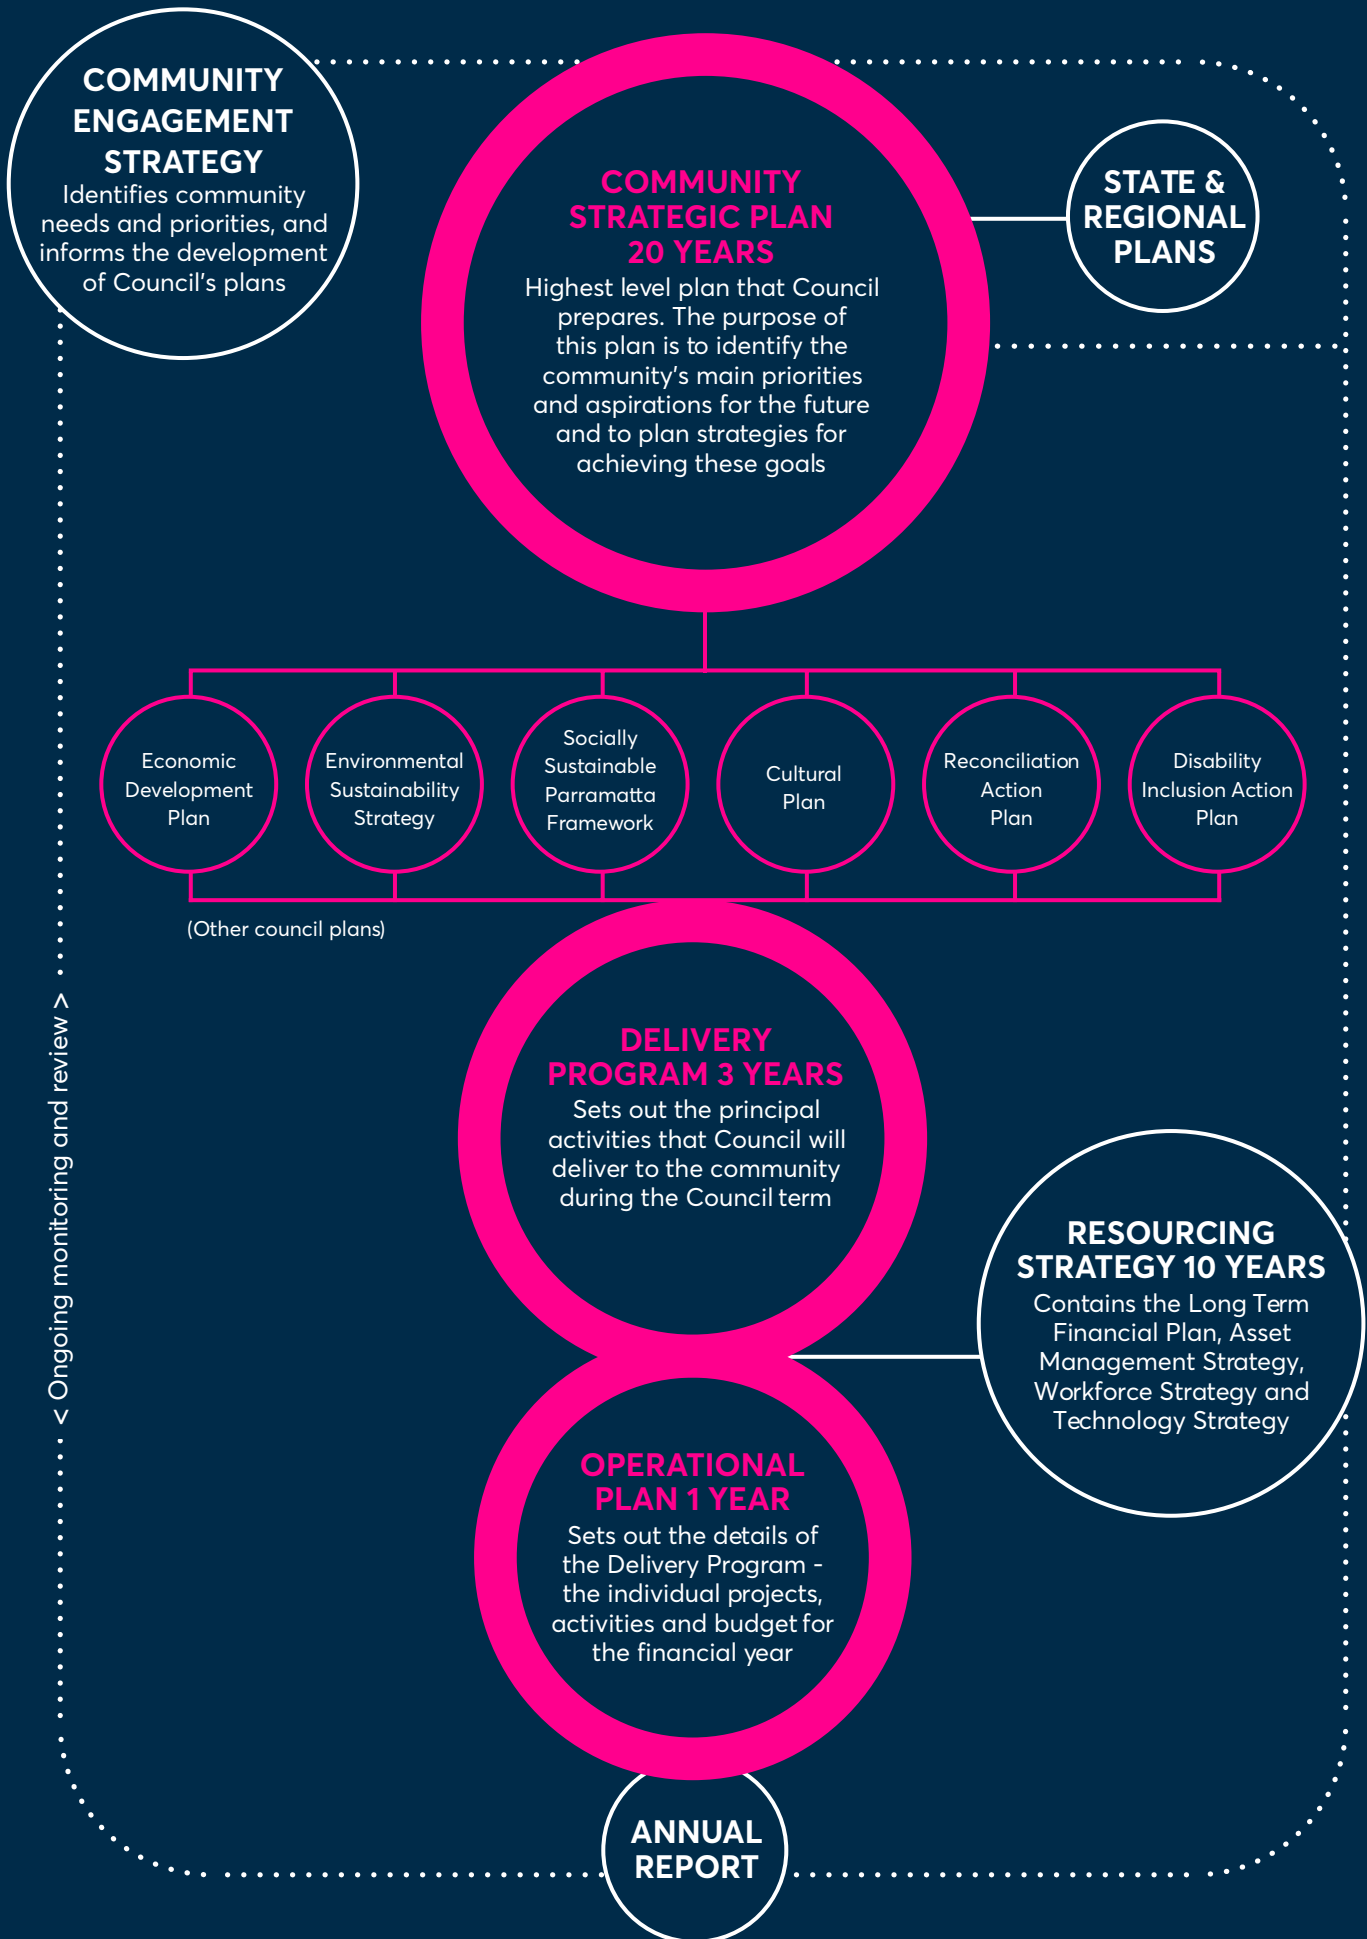 COMMUNITY
ENGAGEMENT
STRATEGY
Identifies community
needs and priorities, and
informs the development
of Council's plans
COMMUNITY
STRATEGIC PLAN
20 YEARS
Highest level plan that Council
prepares. The purpose of
this plan is to identify the
community's main priorities
and aspirations for the future
and to plan strategies for
achieving these goals
STATE &
REGIONAL
PLANS
Economic
Development
Plan
Environmental
Sustainability
Strategy
Socially
Sustainable
Parramatta
Framework
Cultural
Plan
Reconciliation
Action
Plan
Disability
Inclusion Action
Plan
(Other council plans)
< Ongoing monitoring and review >
DELIVERY
PROGRAM 3 YEARS
Sets out the principal
activities that Council will
deliver to the community
during the Council term
RESOURCING
STRATEGY 10 YEARS
Contains the Long Term
Financial Plan, Asset
Management Strategy,
Workforce Strategy and
Technology Strategy
OPERATIONAL
PLAN 1 YEAR
Sets out the details of
the Delivery Program -
the individual projects,
activities and budget for
the financial year
ANNUAL
REPORT